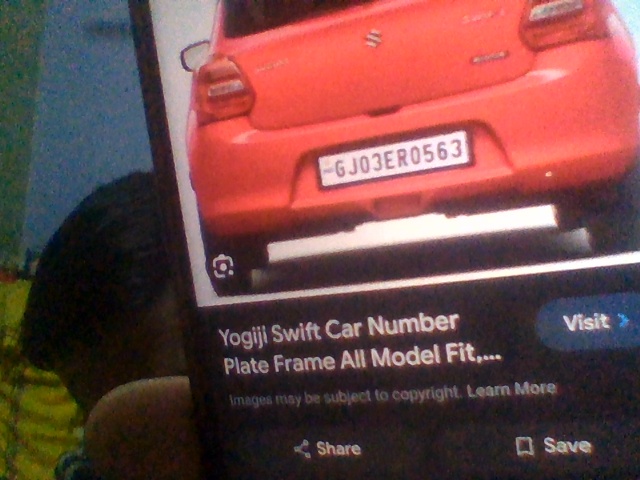 SWIFT
GJ03ER0563
Yogiji Swift Car Number
Plate Frame All Model Fit,...
Visit >
Images may be subject to copyright. Learn More
Share
Save